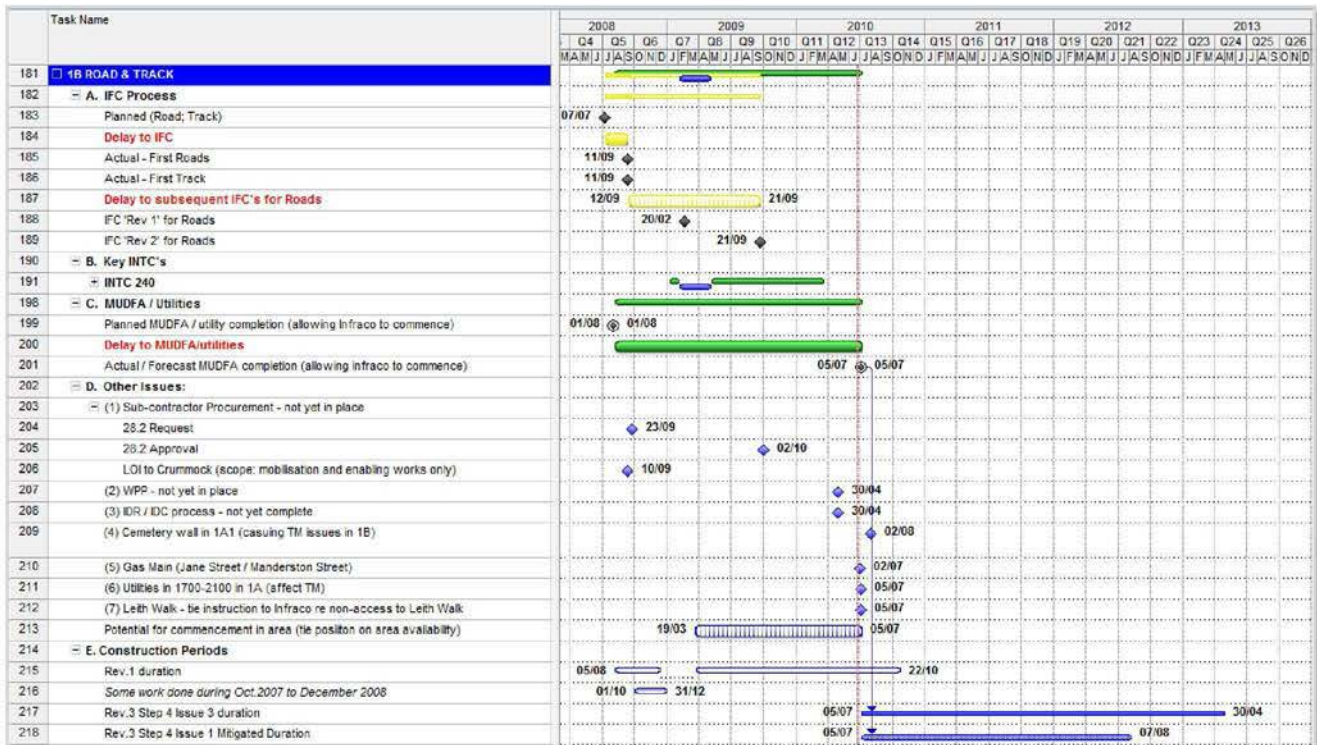 Task Name
2008 2009 2010 2011 2012 2013
Q4 Q5 Q6 Q7 Q8 Q9 Q10 Q11 Q12 Q13 Q14 Q15 Q16 Q17 Q18 Q19 Q20 Q21 Q22 Q23 Q24 Q25 Q26
M A M J J A S O N D J F M A M J J A S O N D J F M A M J J A S O N D J F M A M J J A S O N D J F M A M J J A S O N D J F M A M J J A S O N D
181 1B ROAD & TRACK
182 A. IFC Process
183 Planned (Road; Track) 07/07
184 Delay to IFC
185 Actual - First Roads 11/09
186 Actual - First Track 11/09
187 Delay to subsequent IFC's for Roads 12/09 21/09
188 IFC 'Rev 1' for Roads 20/02
189 IFC 'Rev 2' for Roads 21/09
190 B. Key INTC's
191 INTC 240
198 C. MUDFA / Utilities
199 Planned MUDFA / utility completion (allowing Infraco to commence) 01/08 01/08
200 Delay to MUDFA/utilities
201 Actual / Forecast MUDFA completion (allowing infraco to commence) 05/07 05/07
202 D. Other Issues:
203 (1) Sub-contractor Procurement - not yet in place
204 28.2 Request 23/09
205 28.2 Approval 02/10
206 LOI to Crummock (scope: mobilisation and enabling works only) 10/09
207 (2) WPP - not yet in place 30/04
208 (3) IDR / IDC process - not yet complete 30/04
209 (4) Cemetery wall in 1A1 (casuing TM issues in 1B) 02/08
210 (5) Gas Main (Jane Street / Manderston Street) 02/07
211 (6) Utilities in 1700-2100 in 1A (affect TM) 05/07
212 (7) Leith Walk - tie instruction to Infraco re non-access to Leith Walk 05/07
213 Potential for commencement in area (tie position on area availability) 19/03 05/07
214 E. Construction Periods
215 Rev.1 duration 05/08 22/10
216 Some work done during Oct.2007 to December 2008 01/10 31/12
217 Rev.3 Step 4 Issue 3 duration 05/07 30/04
218 Rev.3 Step 4 Issue 1 Mitigated Duration 05/07 07/08